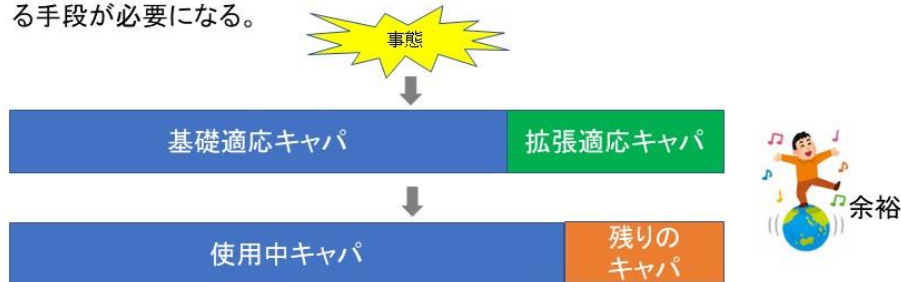 る手段が必要になる。
事態
基礎適応キャパ
拡張適応キャパ
余裕
使用中キャパ
残りの
キャパ